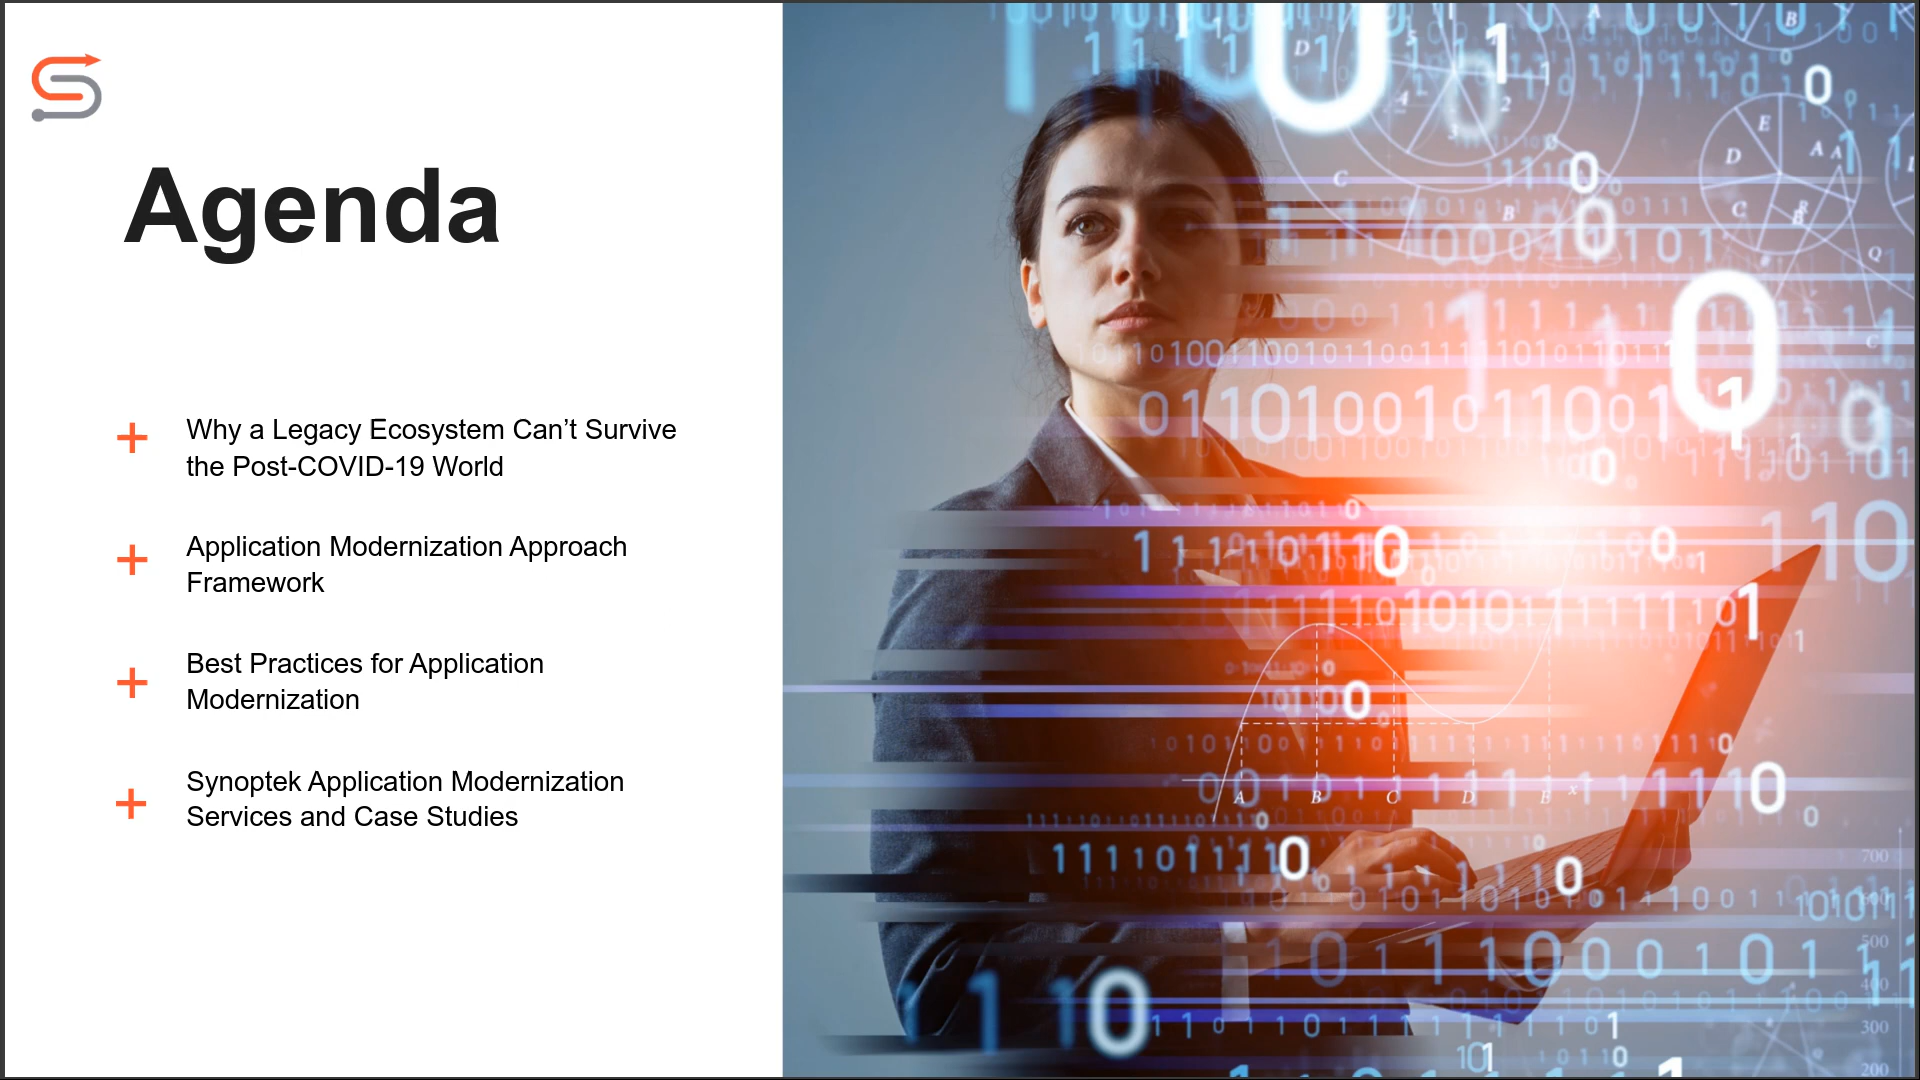 Agenda
Why a Legacy Ecosystem Can’t Survive
the Post-COVID-19 World
Application Modernization Approach
Framework
Best Practices for Application
Modernization
Synoptek Application Modernization
Services and Case Studies